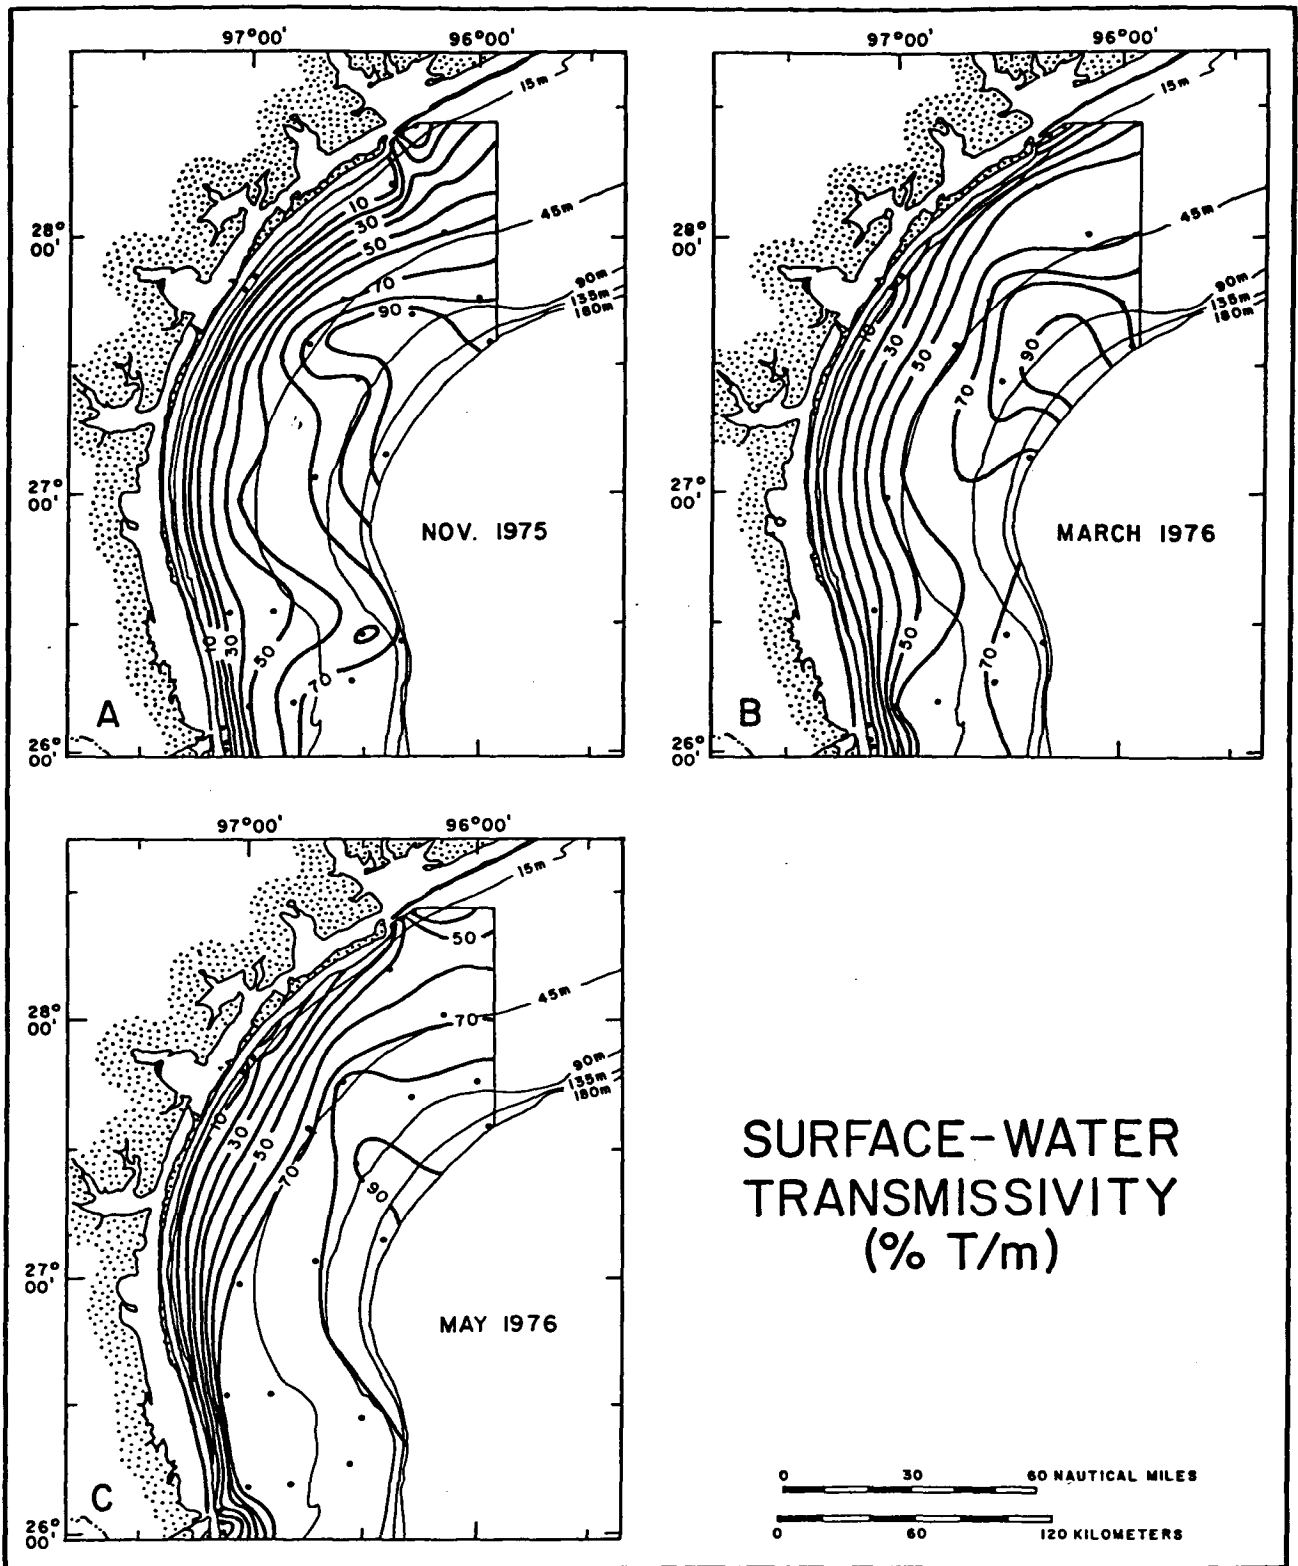 97°00' 96°00'
15m
10
30
28°
00'
45m
50
70
90m
135m
180m
90
27°
00'
NOV. 1975
10
30
50
70
A
26°
00'
97°00' 96°00'
15m
28°
00'
45m
90m
135m
180m
10
30
50
90
70
27°
00'
MARCH 1976
50
70
B
26°
00'
97°00' 96°00'
15m
50
28°
00'
45m
70
90m
135m
180m
10
30
50
70
90
27°
00'
MAY 1976
C
26°
00'
SURFACE-WATER
TRANSMISSIVITY
(% T/m)
0 30 60 NAUTICAL MILES
0 60 120 KILOMETERS